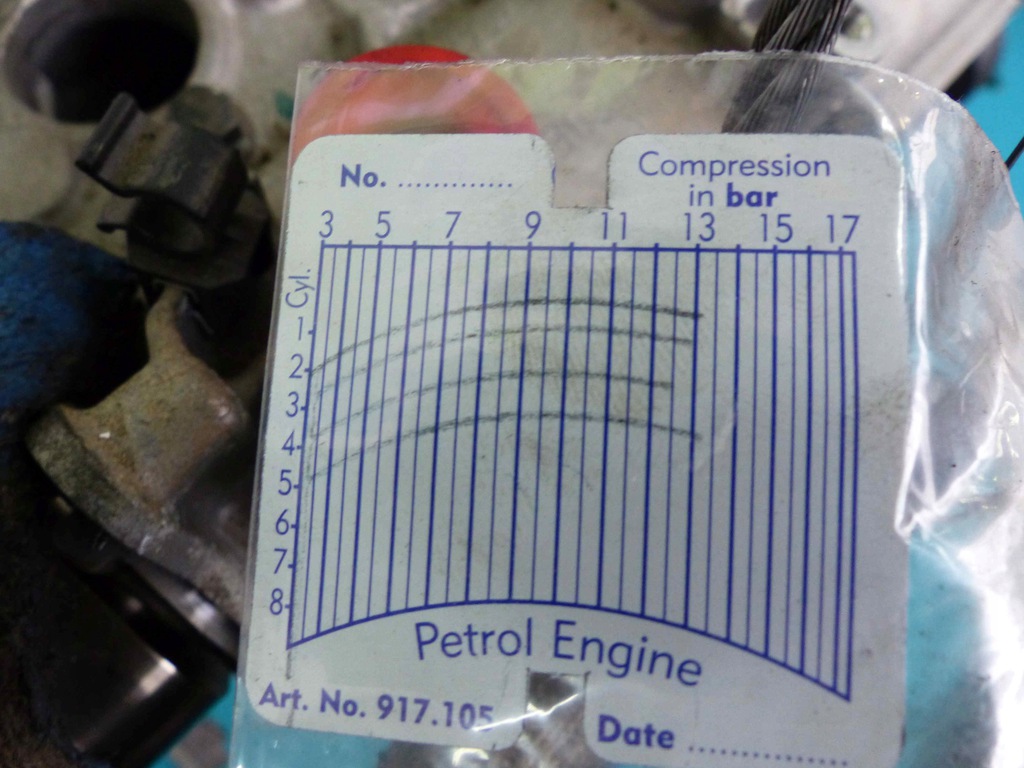 No. ..............
Compression
in bar
3 5 7 9 11 13 15 17
Cyl.
1
2
3
4
5
6
7
8
Petrol Engine
Art. No. 917.105
Date ...................